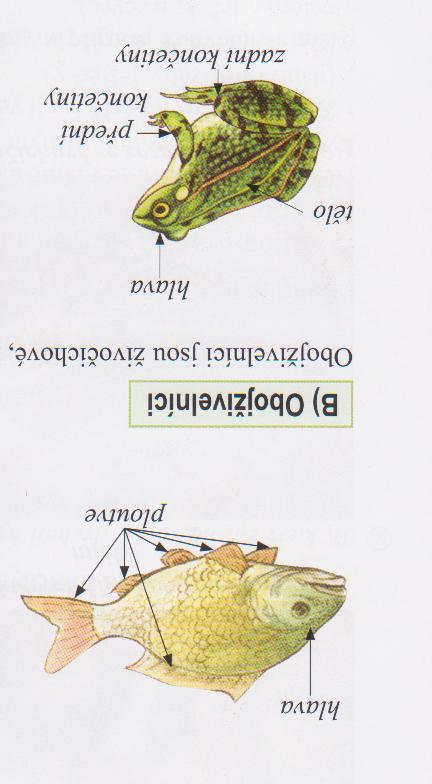 hlava
ploutve
B) Obojživelníci
Obojživelníci jsou živočichové,
hlava
tělo
přední
končetiny
zadní končetiny